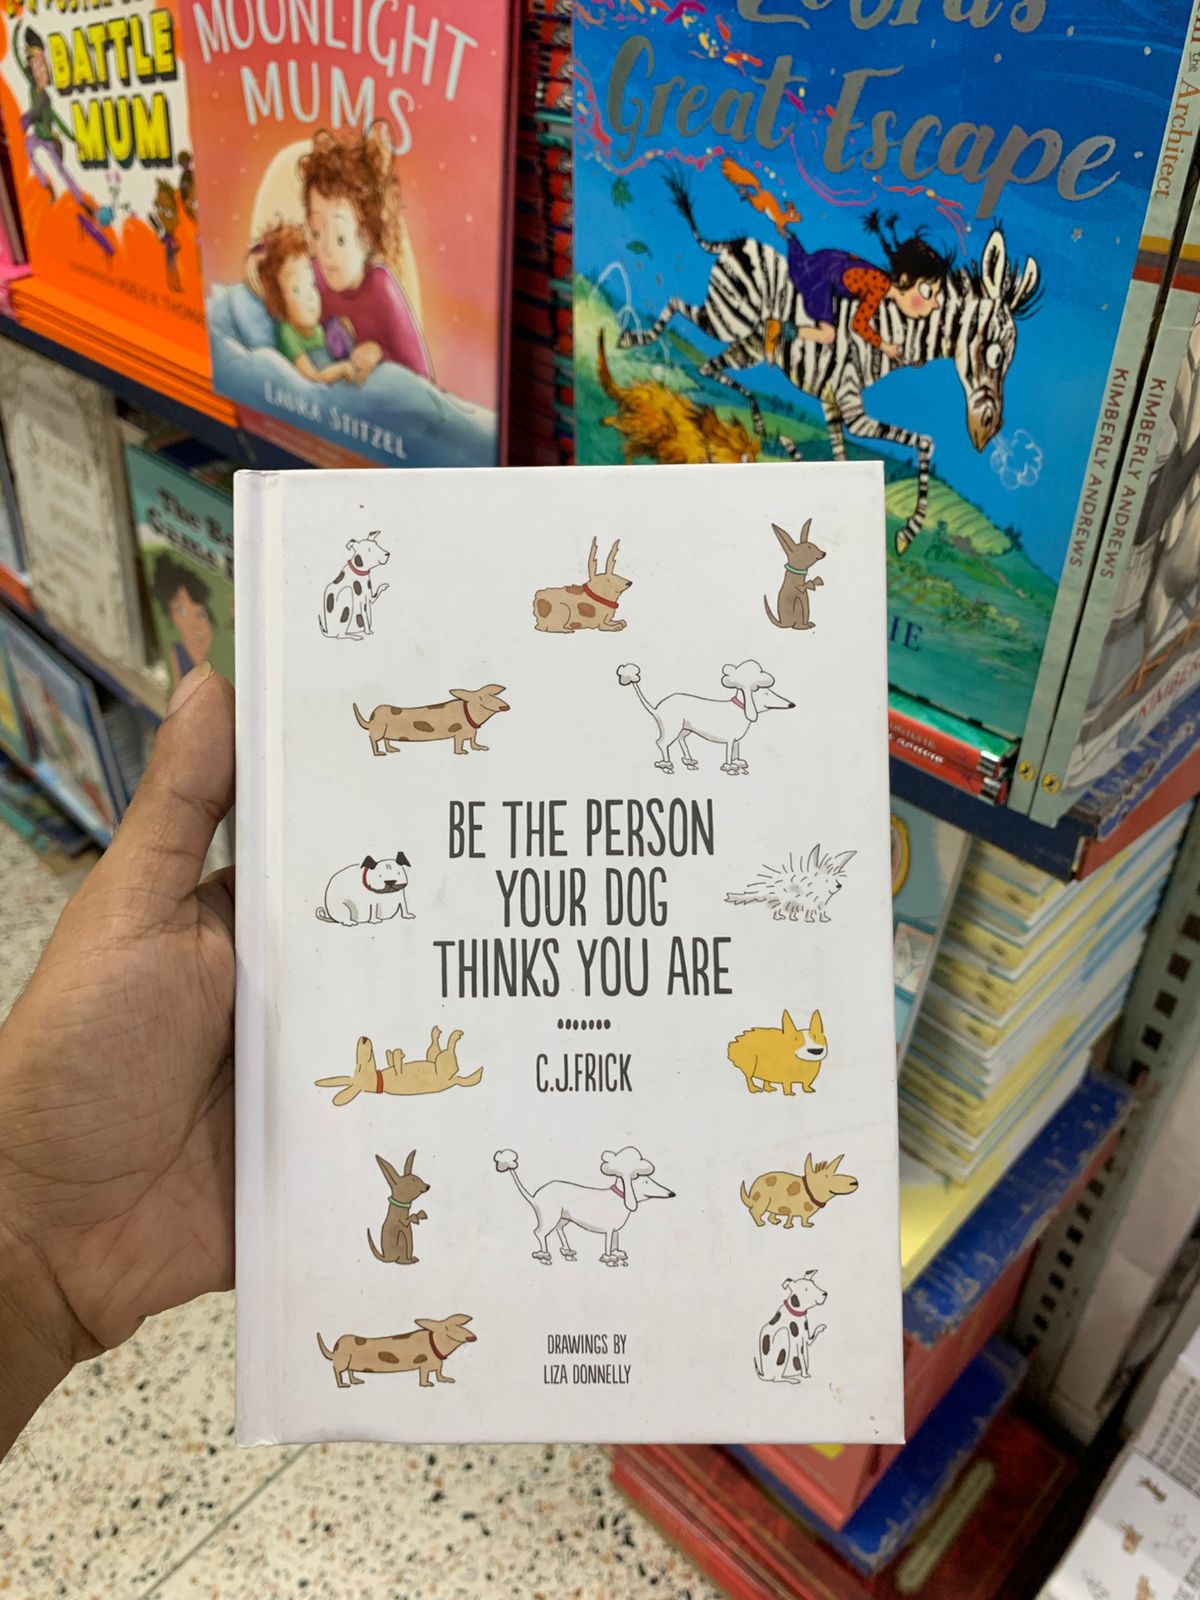 BATTLE
MUM
MOONLIGHT
MUMS
LAURA STITZEL
Great Escape
the Architect
KIMBERLY ANDREWS
KIMBERLY ANDREWS
BE THE PERSON
YOUR DOG
THINKS YOU ARE
C.J.FRICK
DRAWINGS BY
LIZA DONNELLY